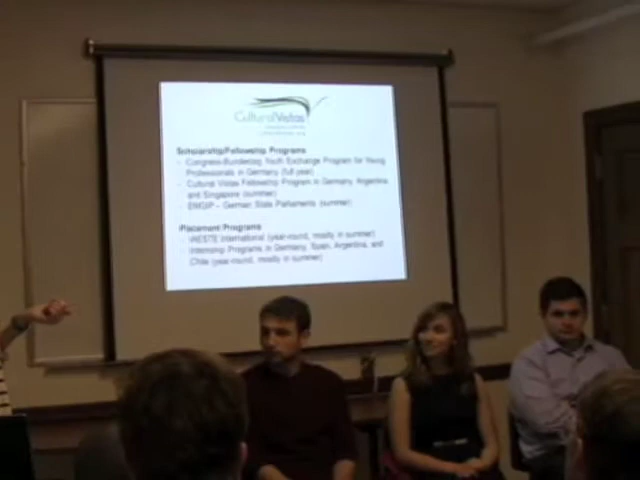 CulturalVistas
Scholarship/Fellowship Programs
- Congress-Bundestag Youth Exchange Program for Young
Professionals in Germany (full year)
- Cultural Vistas Fellowship Program in Germany, Argentina
and Singapore (summer)
- EMGIP – German State Parliaments (summer)
Placement Programs
- International (year-round, mostly in summer)
- Internship Programs in Germany, Spain, Argentina, and
Chile (year-round, mostly in summer)